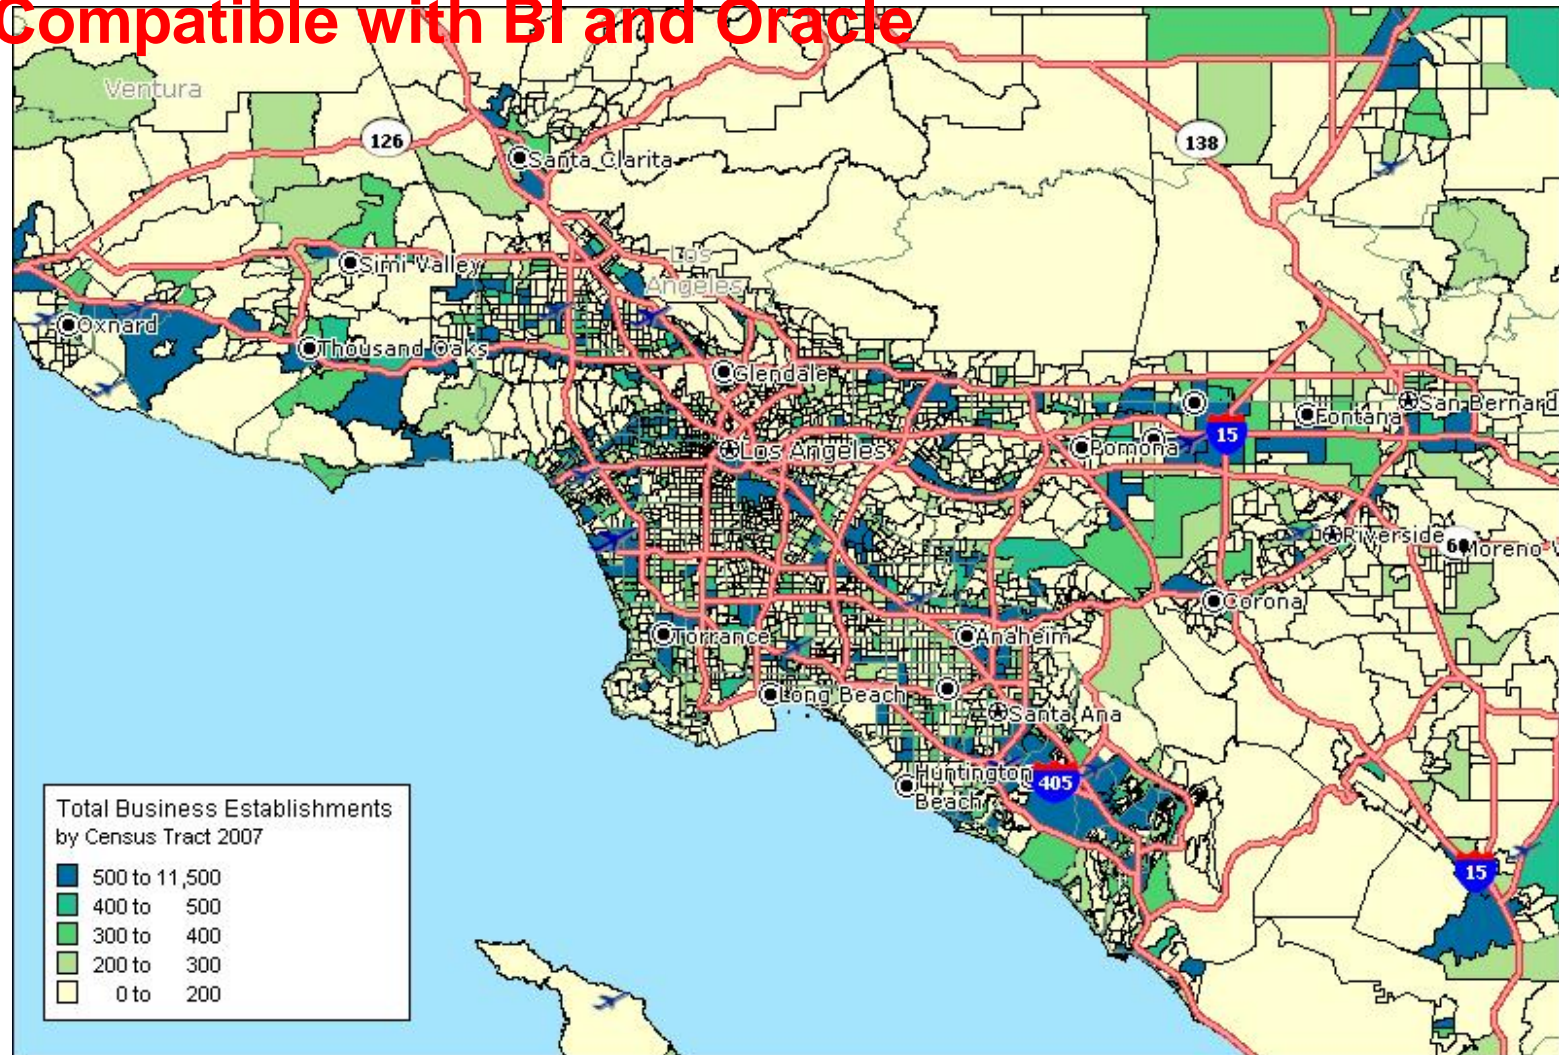 Compatible with BI and Oracle
Ventura
126
138
Santa Clarita
Los
Angeles
Simi Valley
Oxnard
Thousand Oaks
Glendale
San Bernard
Fontana
15
Los Angeles
Pomona
Riverside
60
Moreno V
Corona
Torrance
Anaheim
Long Beach
Santa Ana
Huntington
Beach
405
15
Total Business Establishments
by Census Tract 2007
500 to 11,500
400 to 500
300 to 400
200 to 300
0 to 200